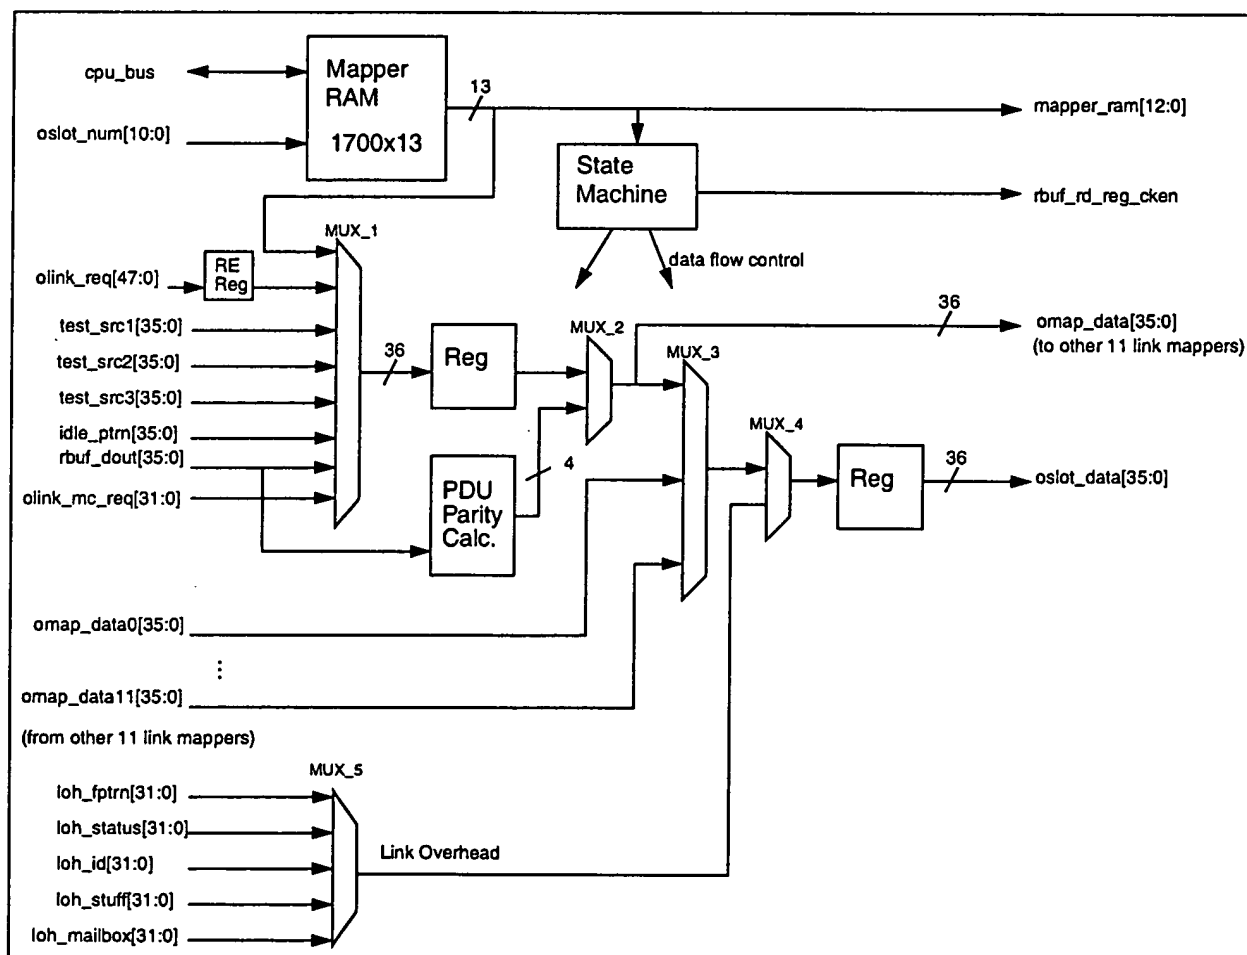 cpu_bus
Mapper
RAM
1700x13
13
mapper_ram[12:0]
oslot_num[10:0]
State
Machine
rbuf_rd_reg_cken
data flow control
MUX_1
olink_req[47:0]
RE
Reg
test_src1[35:0]
test_src2[35:0]
test_src3[35:0]
idle_ptrn[35:0]
rbuf_dout[35:0]
olink_mc_req[31:0]
36
Reg
MUX_2
36
omap_data[35:0]
(to other 11 link mappers)
MUX_3
PDU
Parity
Calc.
4
MUX_4
Reg
36
oslot_data[35:0]
omap_data0[35:0]
⋮
omap_data11[35:0]
(from other 11 link mappers)
MUX_5
loh_fptrn[31:0]
loh_status[31:0]
loh_id[31:0]
loh_stuff[31:0]
loh_mailbox[31:0]
Link Overhead